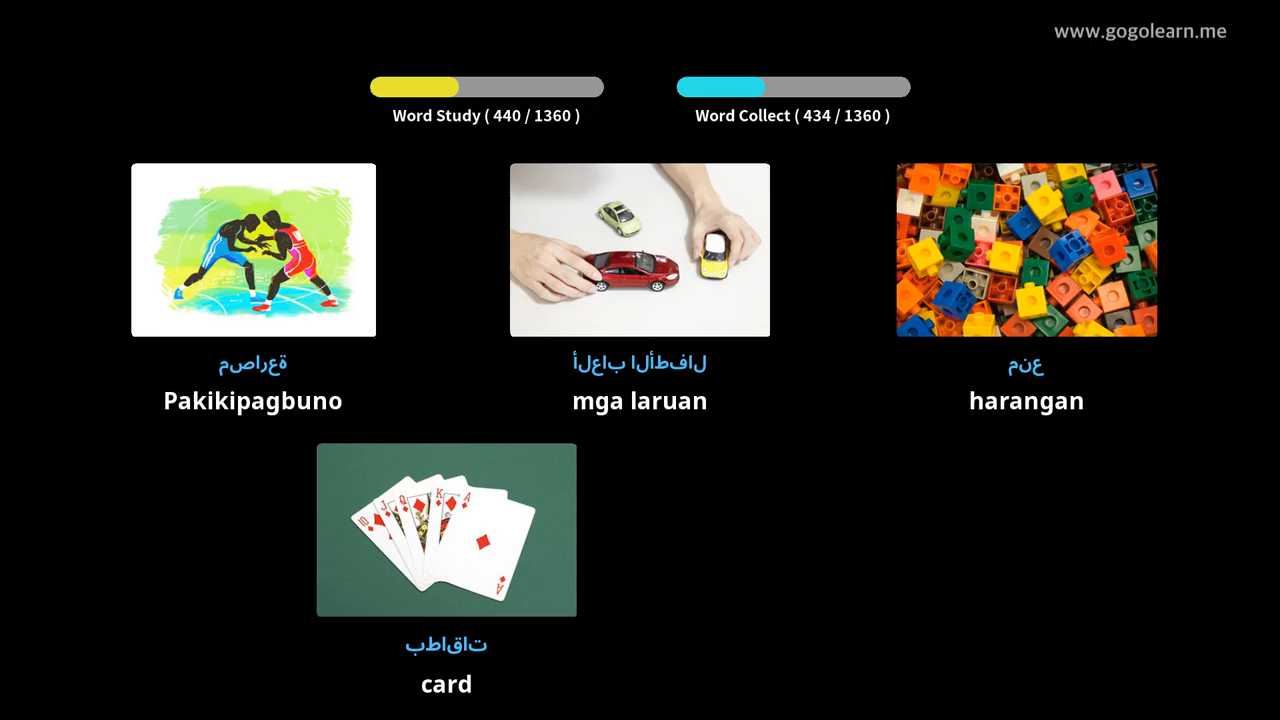 www.gogolearn.me
Word Study ( 440 / 1360 )
Word Collect ( 434 / 1360 )
مصارعة
Pakikipagbuno
ألعاب الأطفال
mga laruan
منع
harangan
10 J Q K A
A
بطاقات
card